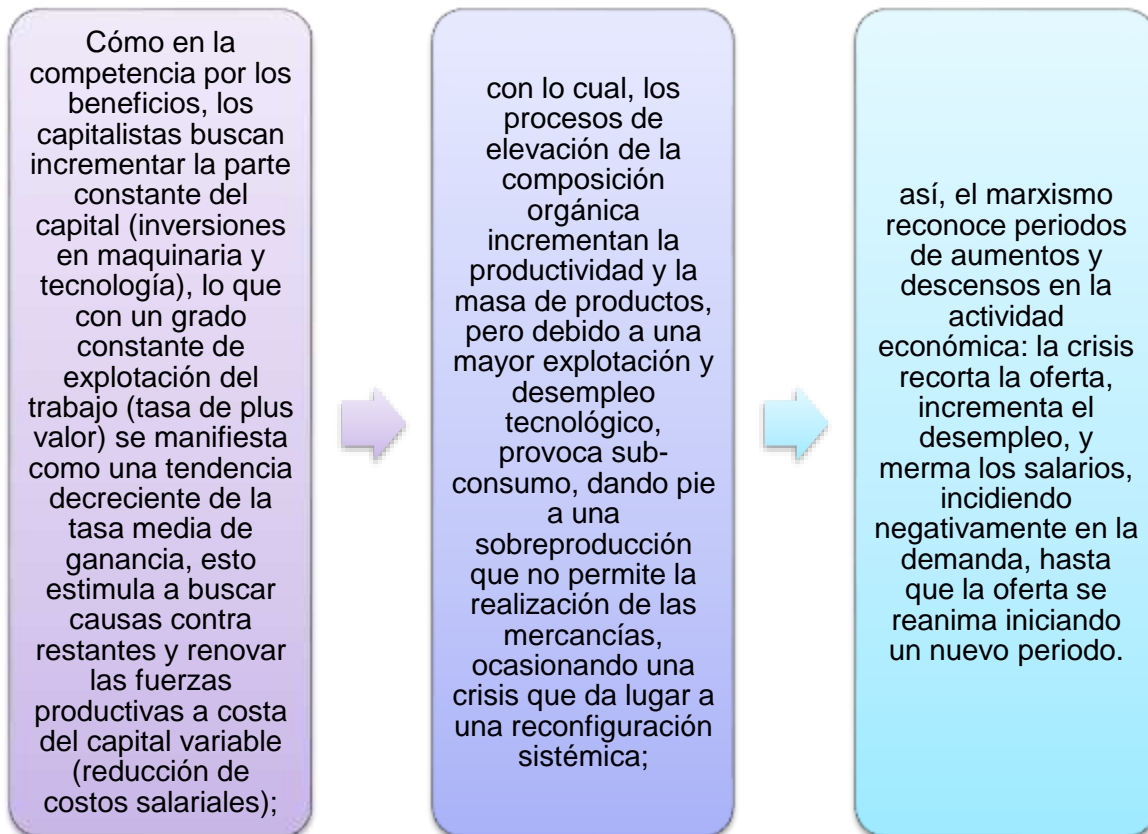 Cómo en la
competencia por los
beneficios, los
capitalistas buscan
incrementar la parte
constante del
capital (inversiones
en maquinaria y
tecnología), lo que
con un grado
constante de
explotación del
trabajo (tasa de plus
valor) se manifiesta
como una tendencia
decreciente de la
tasa media de
ganancia, esto
estimula a buscar
causas contra
restantes y renovar
las fuerzas
productivas a costa
del capital variable
(reducción de
costos salariales);
con lo cual, los
procesos de
elevación de la
composición
orgánica
incrementan la
productividad y la
masa de productos,
pero debido a una
mayor explotación y
desempleo
tecnológico,
provoca sub-
consumo, dando pie
a una
sobreproducción
que no permite la
realización de las
mercancías,
ocasionando una
crisis que da lugar a
una reconfiguración
sistémica;
así, el marxismo
reconoce periodos
de aumentos y
descensos en la
actividad
económica: la crisis
recorta la oferta,
incrementa el
desempleo, y
merma los salarios,
incidiendo
negativamente en la
demanda, hasta
que la oferta se
reanima iniciando
un nuevo periodo.